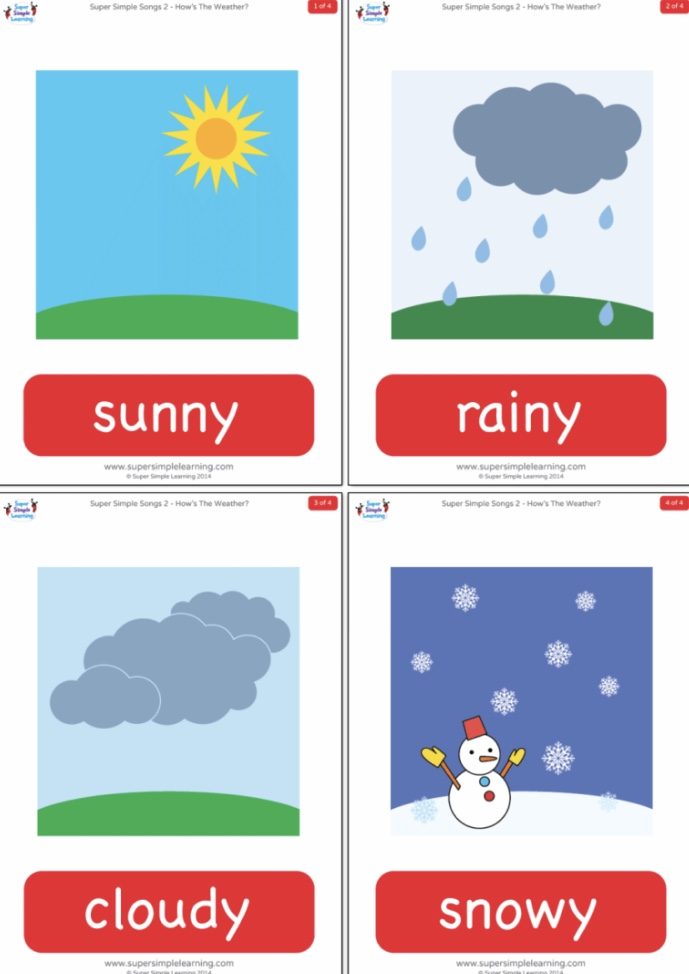 Super Simple Learning
Super Simple Songs 2 - How's The Weather?
1 of 4
sunny
www.supersimplelearning.com
© Super Simple Learning 2014
Super Simple Learning
Super Simple Songs 2 - How's The Weather?
2 of 4
rainy
www.supersimplelearning.com
© Super Simple Learning 2014
Super Simple Learning
Super Simple Songs 2 - How's The Weather?
3 of 4
cloudy
www.supersimplelearning.com
© Super Simple Learning 2014
Super Simple Learning
Super Simple Songs 2 - How's The Weather?
4 of 4
snowy
www.supersimplelearning.com
© Super Simple Learning 2014